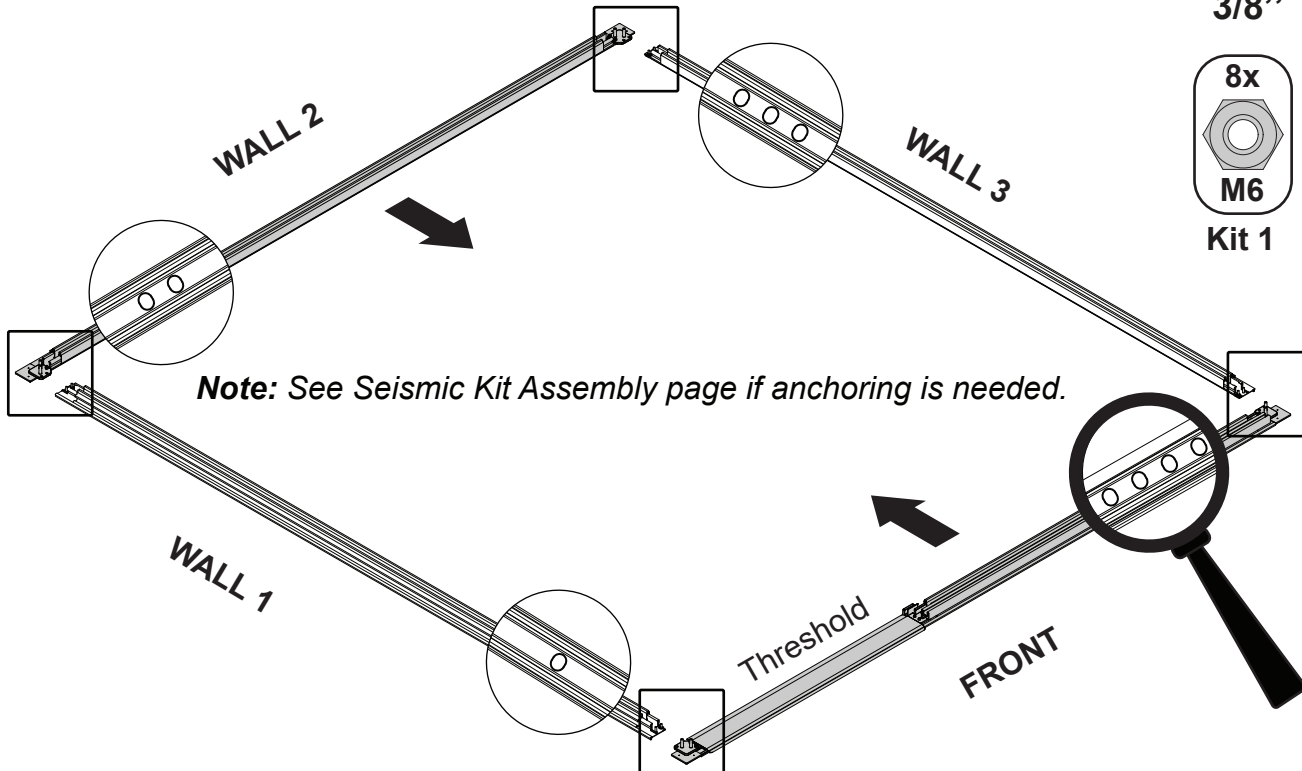 3/8”
8x
M6
Kit 1
WALL 2
WALL 3
Note: See Seismic Kit Assembly page if anchoring is needed.
WALL 1
Threshold
FRONT